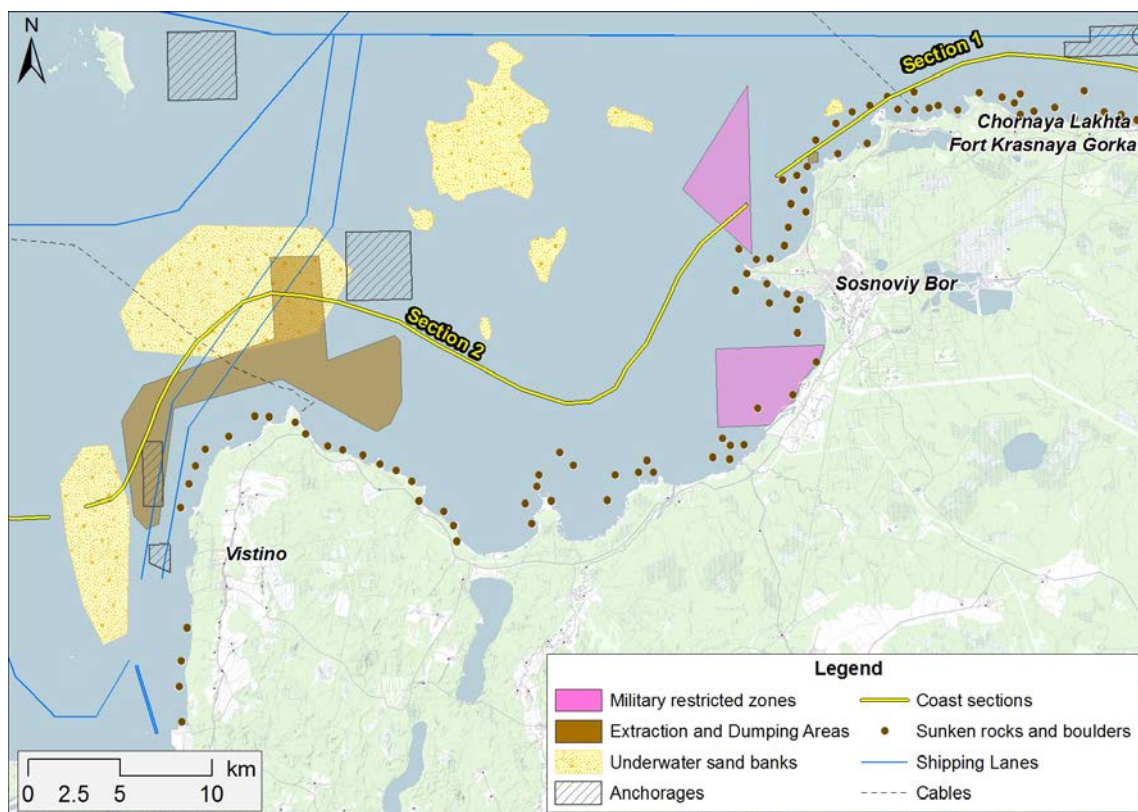 N
Section 1
Chornaya Lakhta
Fort Krasnaya Gorka
Sosnoviy Bor
Section 2
Vistino
Legend
Military restricted zones
Extraction and Dumping Areas
Underwater sand banks
Anchorages
Coast sections
Sunken rocks and boulders
Shipping Lanes
Cables
km
0 2.5 5 10